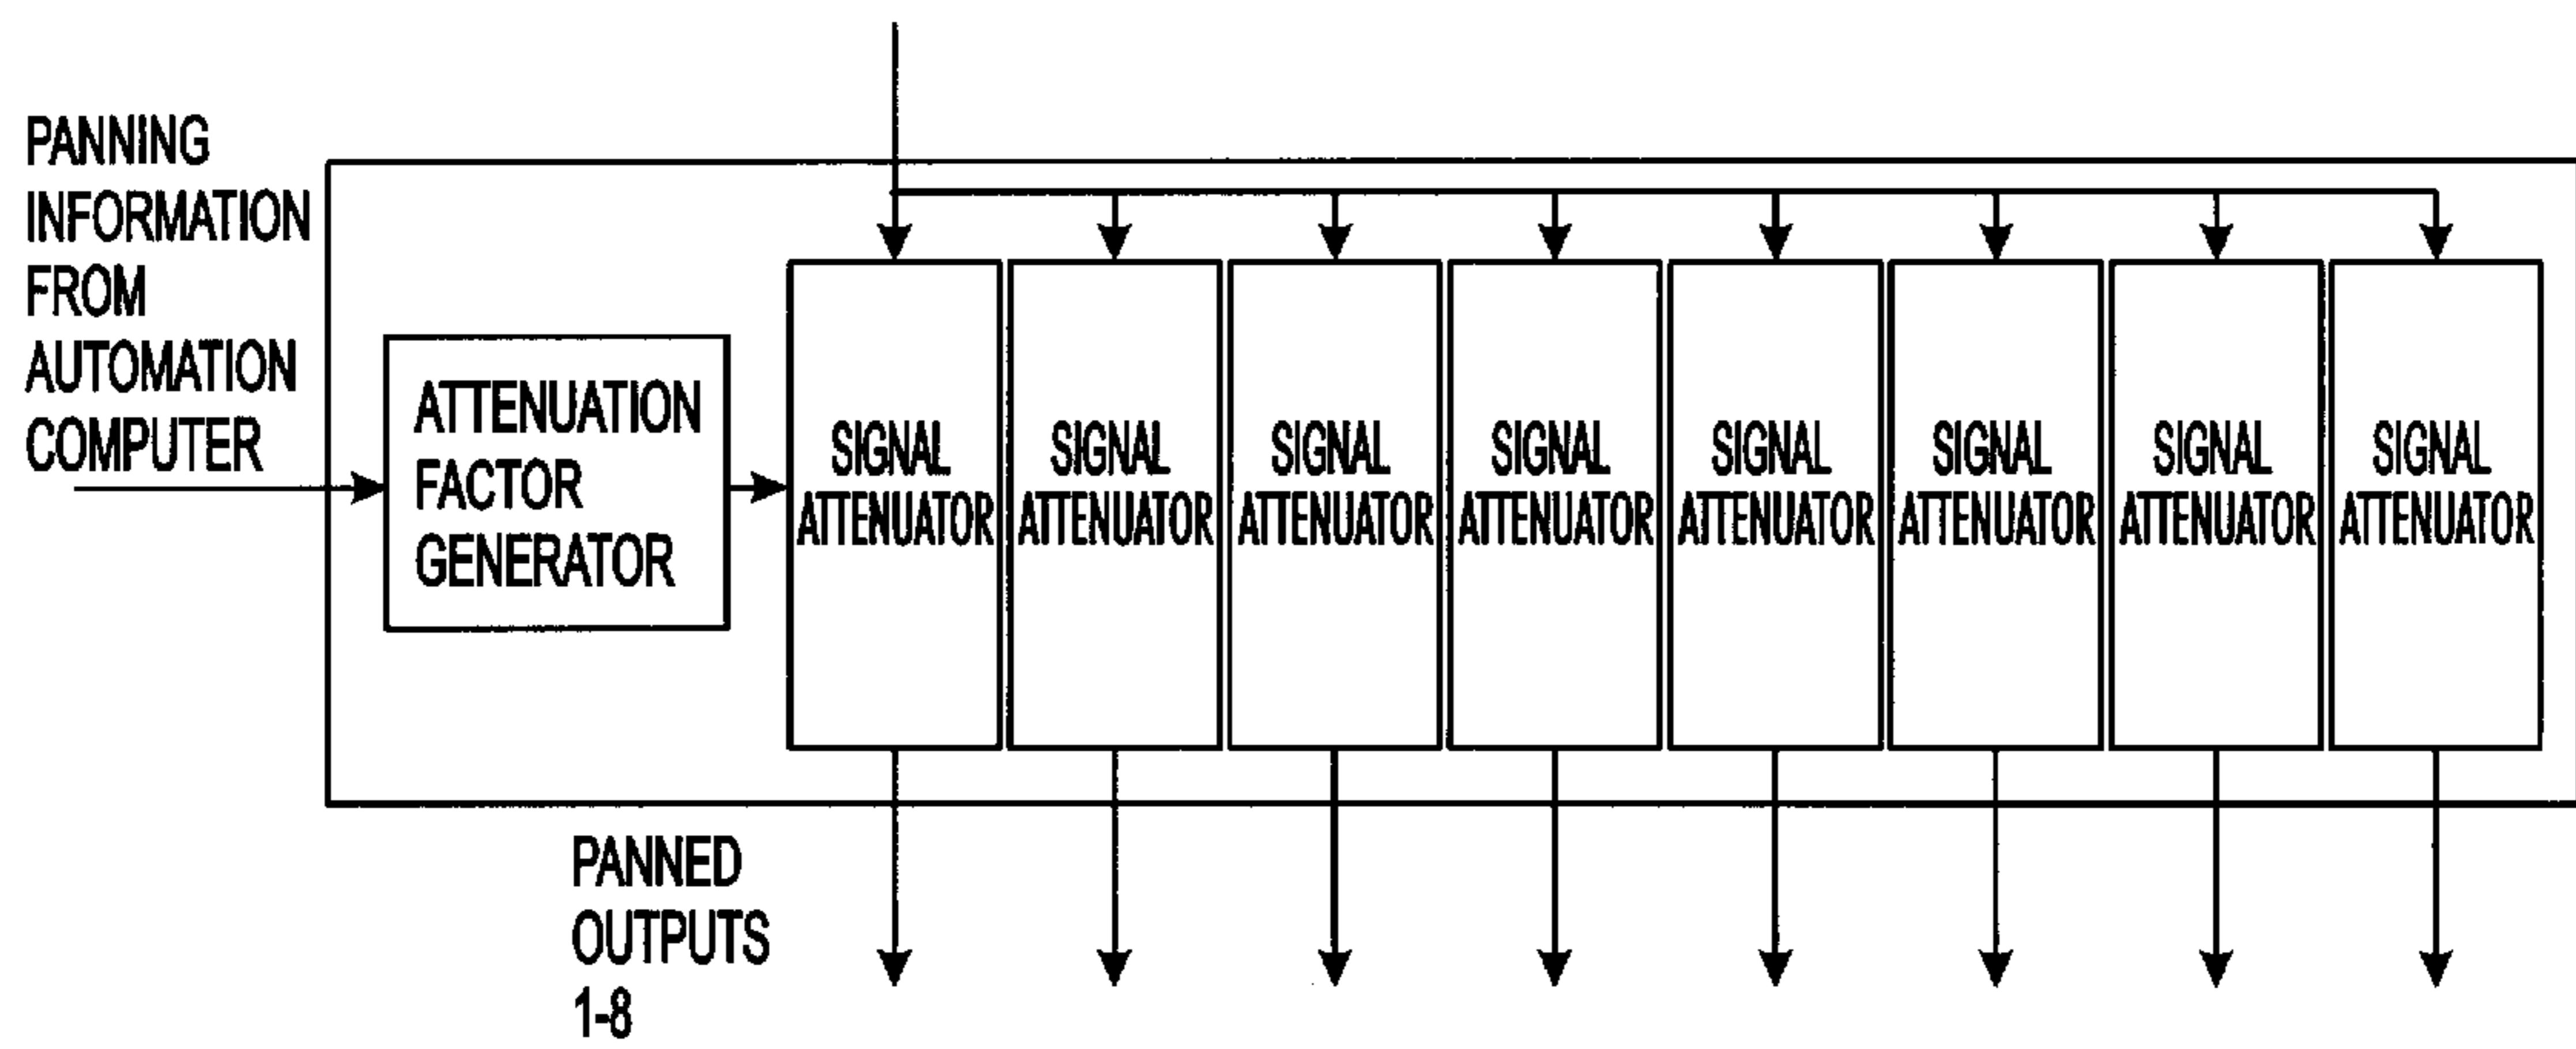 PANNING
INFORMATION
FROM
AUTOMATION
COMPUTER
ATTENUATION
FACTOR
GENERATOR
SIGNAL
ATTENUATOR
SIGNAL
ATTENUATOR
SIGNAL
ATTENUATOR
SIGNAL
ATTENUATOR
SIGNAL
ATTENUATOR
SIGNAL
ATTENUATOR
SIGNAL
ATTENUATOR
SIGNAL
ATTENUATOR
PANNED
OUTPUTS
1-8